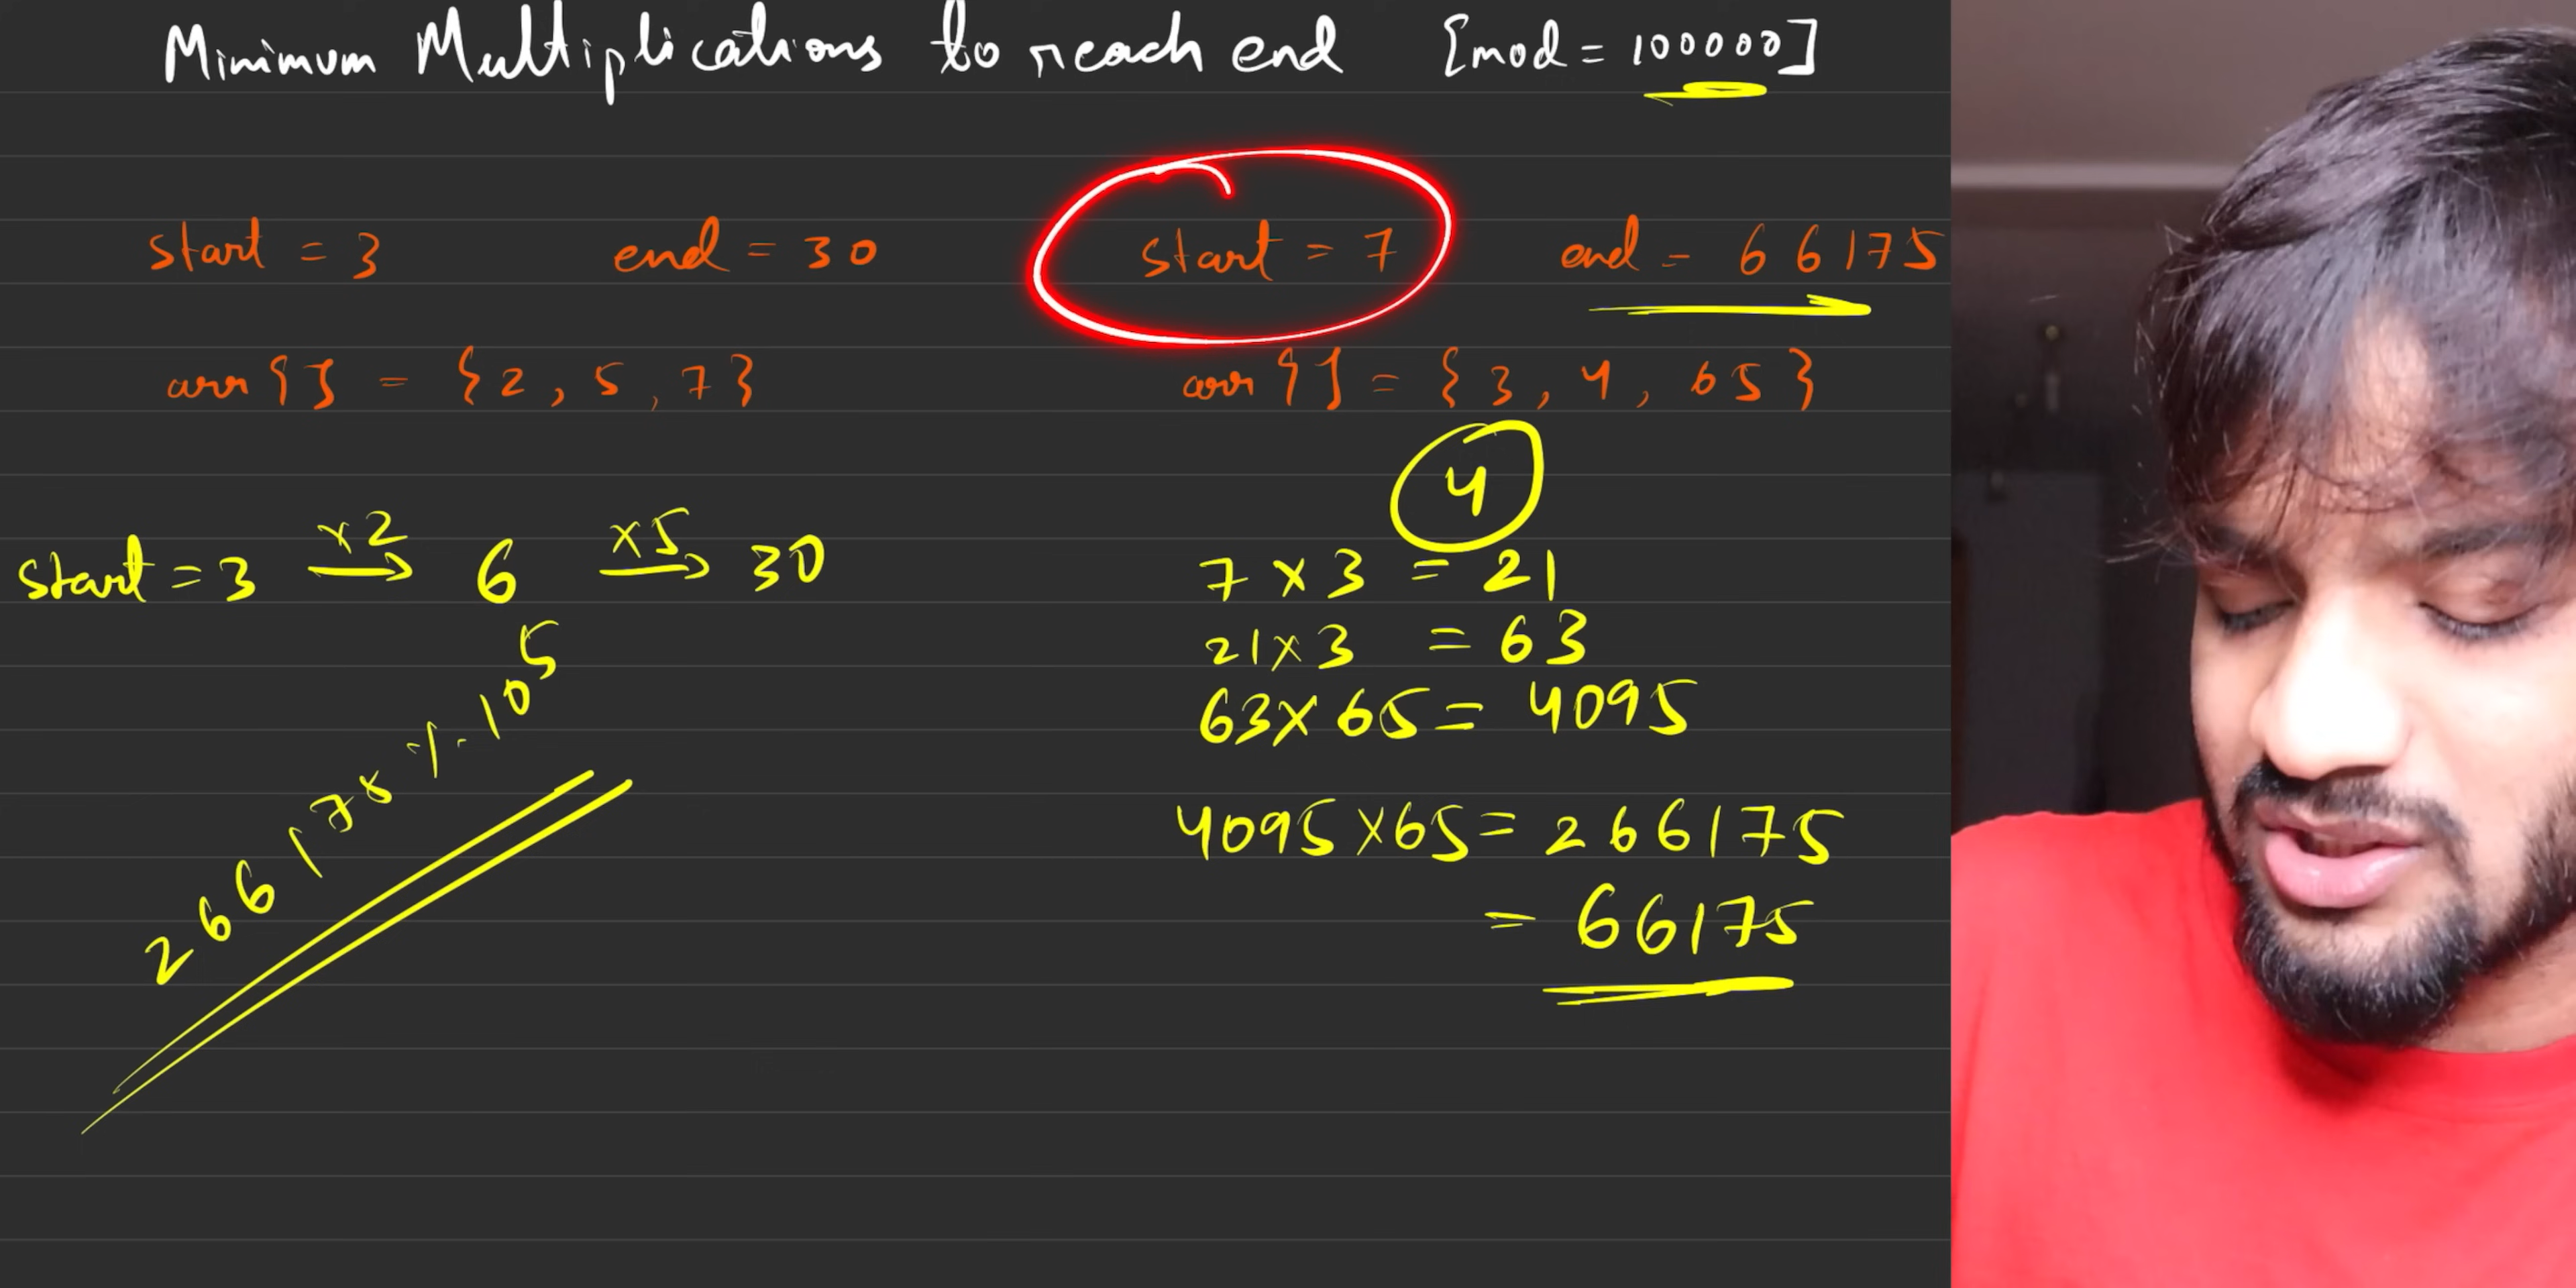 Minimum Multiplications to reach end [mod = 100000]
start = 3 end = 30
arr{} = {2, 5, 7}
start = 3 ×2→ 6 ×5→ 30
266175 % 10^5
start = 7 end = 66175
arr{} = {3, 4, 65}
4
7 × 3 = 21
21 × 3 = 63
63 × 65 = 4095
4095 × 65 = 266175
= 66175